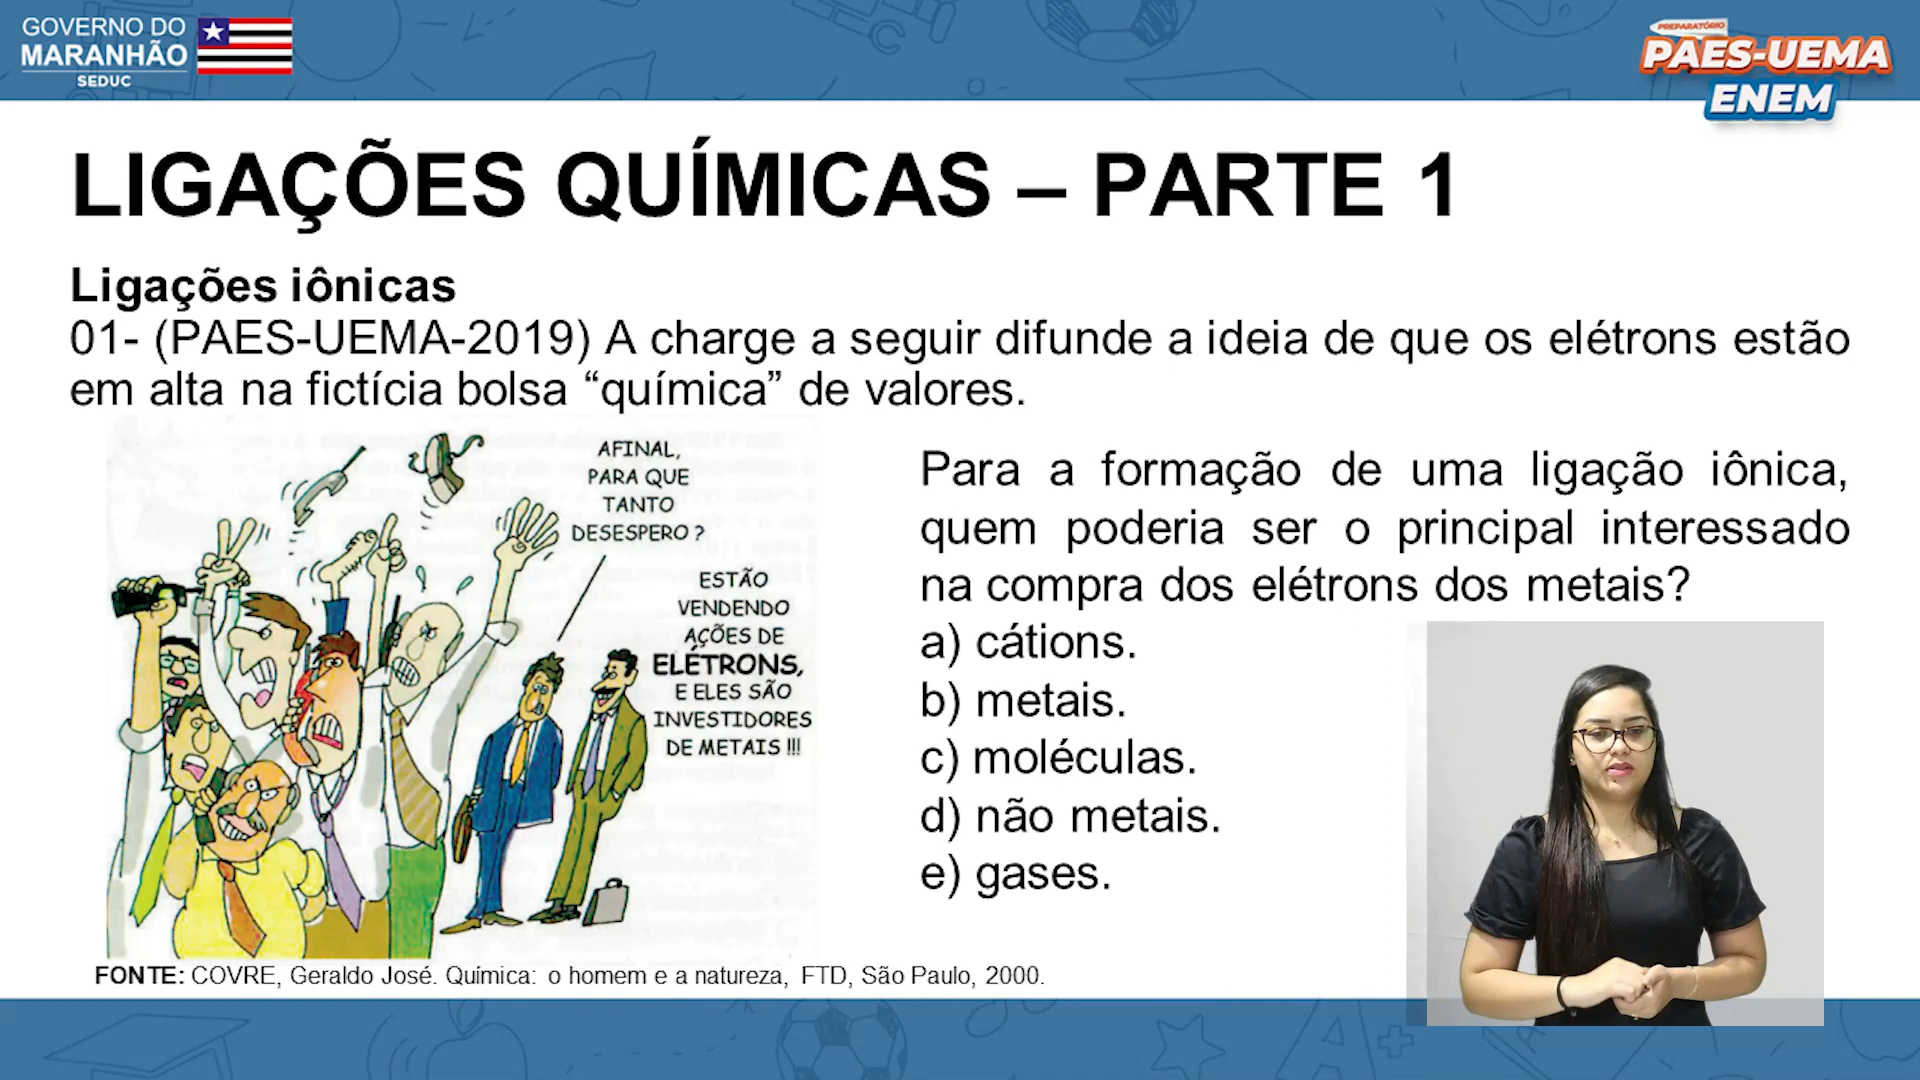 GOVERNO DO
MARANHÃO
SEDUC
PREPARATÓRIO
PAES-UEMA
ENEM
LIGAÇÕES QUÍMICAS – PARTE 1
Ligações iônicas
01- (PAES-UEMA-2019) A charge a seguir difunde a ideia de que os elétrons estão
em alta na fictícia bolsa “química” de valores.
AFINAL,
PARA QUE
TANTO
DESESPERO ?
ESTÃO
VENDENDO
AÇÕES DE
ELÉTRONS,
E ELES SÃO
INVESTIDORES
DE METAIS !!!
Para a formação de uma ligação iônica,
quem poderia ser o principal interessado
na compra dos elétrons dos metais?
a) cátions.
b) metais.
c) moléculas.
d) não metais.
e) gases.
FONTE: COVRE, Geraldo José. Química: o homem e a natureza, FTD, São Paulo, 2000.